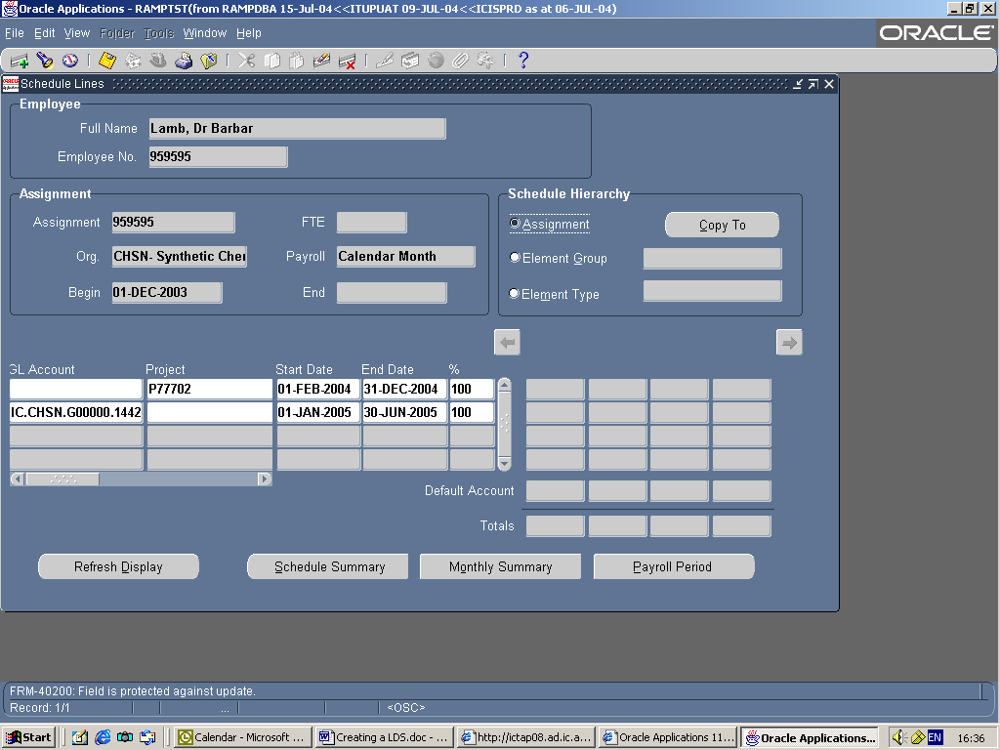 Oracle Applications - RAMPTST(from RAMPDBA 15-Jul-04<<ITUPUAT 09-JUL-04<<ICISPRD as at 06-JUL-04)
File Edit View Folder Tools Window Help
ORACLE
Schedule Lines
Employee
Full Name Lamb, Dr Barbar
Employee No. 959595
Assignment
Assignment 959595 FTE
Org. CHSN- Synthetic Che Payroll Calendar Month
Begin 01-DEC-2003 End
Schedule Hierarchy
Assignment Copy To
Element Group
Element Type
GL Account Project Start Date End Date %
P77702 01-FEB-2004 31-DEC-2004 100
IC.CHSN.G00000.1442 01-JAN-2005 30-JUN-2005 100
Default Account
Totals
Refresh Display Schedule Summary Monthly Summary Payroll Period
FRM-40200: Field is protected against update.
Record: 1/1 ... <OSC>
Start Calendar - Microsoft ... Creating a LDS.doc - ... http://ictap08.ad.ic.a... Oracle Applications 11... Oracle Applications... EN 16:36